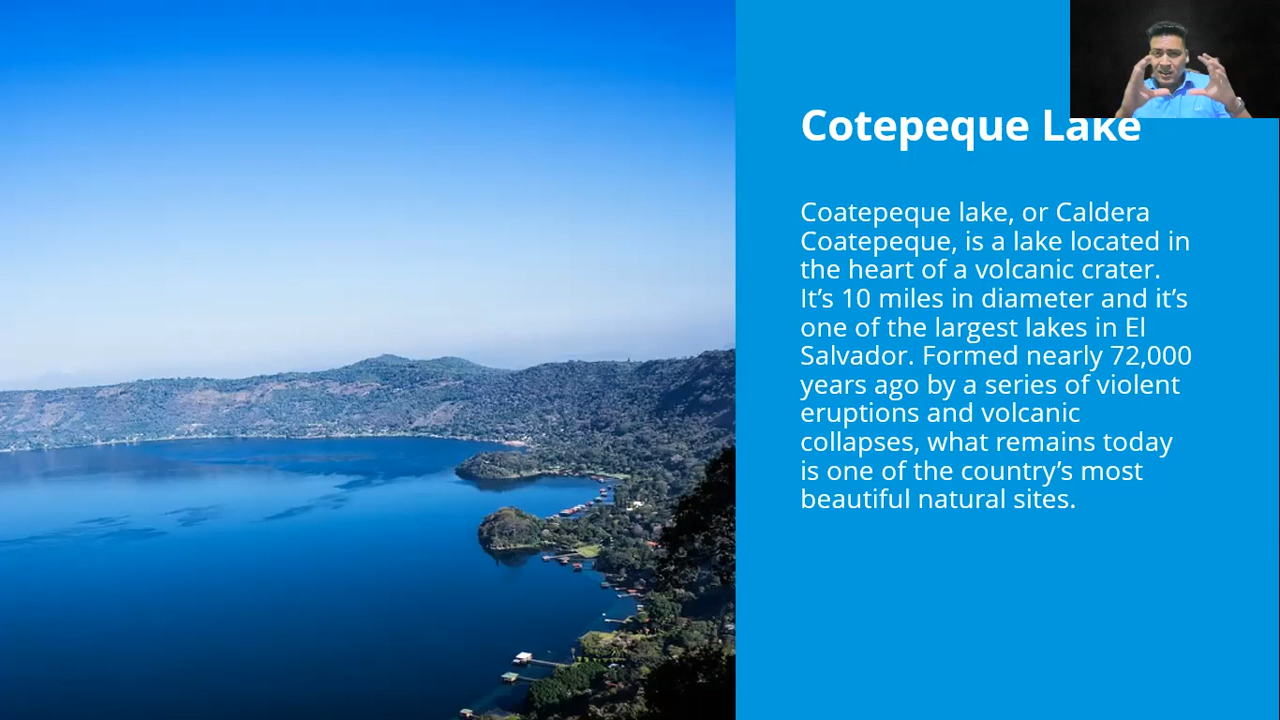 Cotepeque Lake
Coatepeque lake, or Caldera
Coatepeque, is a lake located in
the heart of a volcanic crater.
It’s 10 miles in diameter and it’s
one of the largest lakes in El
Salvador. Formed nearly 72,000
years ago by a series of violent
eruptions and volcanic
collapses, what remains today
is one of the country’s most
beautiful natural sites.